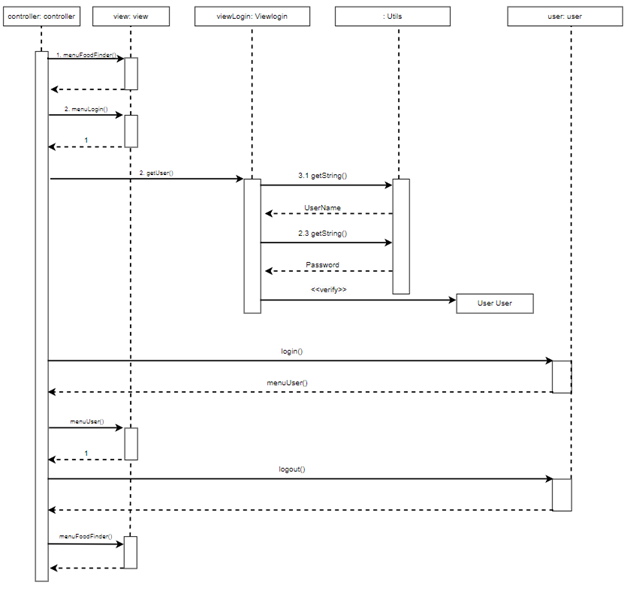 controller: controller
view: view
viewLogin: Viewlogin
: Utils
user: user
1. menuFoodFinder()
2. menuLogin()
1
2. getUser()
3.1 getString()
UserName
2.3 getString()
Password
<<verify>>
User User
login()
menuUser()
menuUser()
1
logout()
menuFoodFinder()